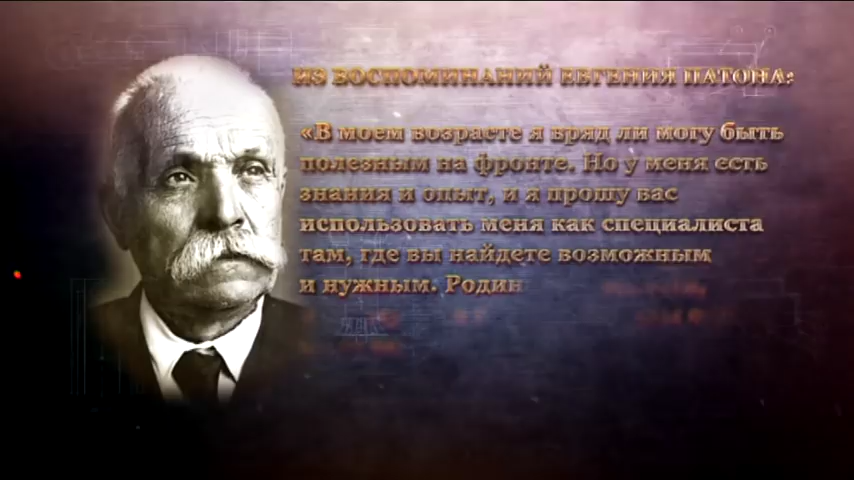 ИЗ ВОСПОМИНАНИЙ ЕВГЕНИЯ ПАТОНА:
«В моем возрасте я вряд ли могу быть
полезным на фронте. Но у меня есть
знания и опыт, и я прошу вас
использовать меня как специалиста
там, где вы найдете возможным
и нужным. Родин